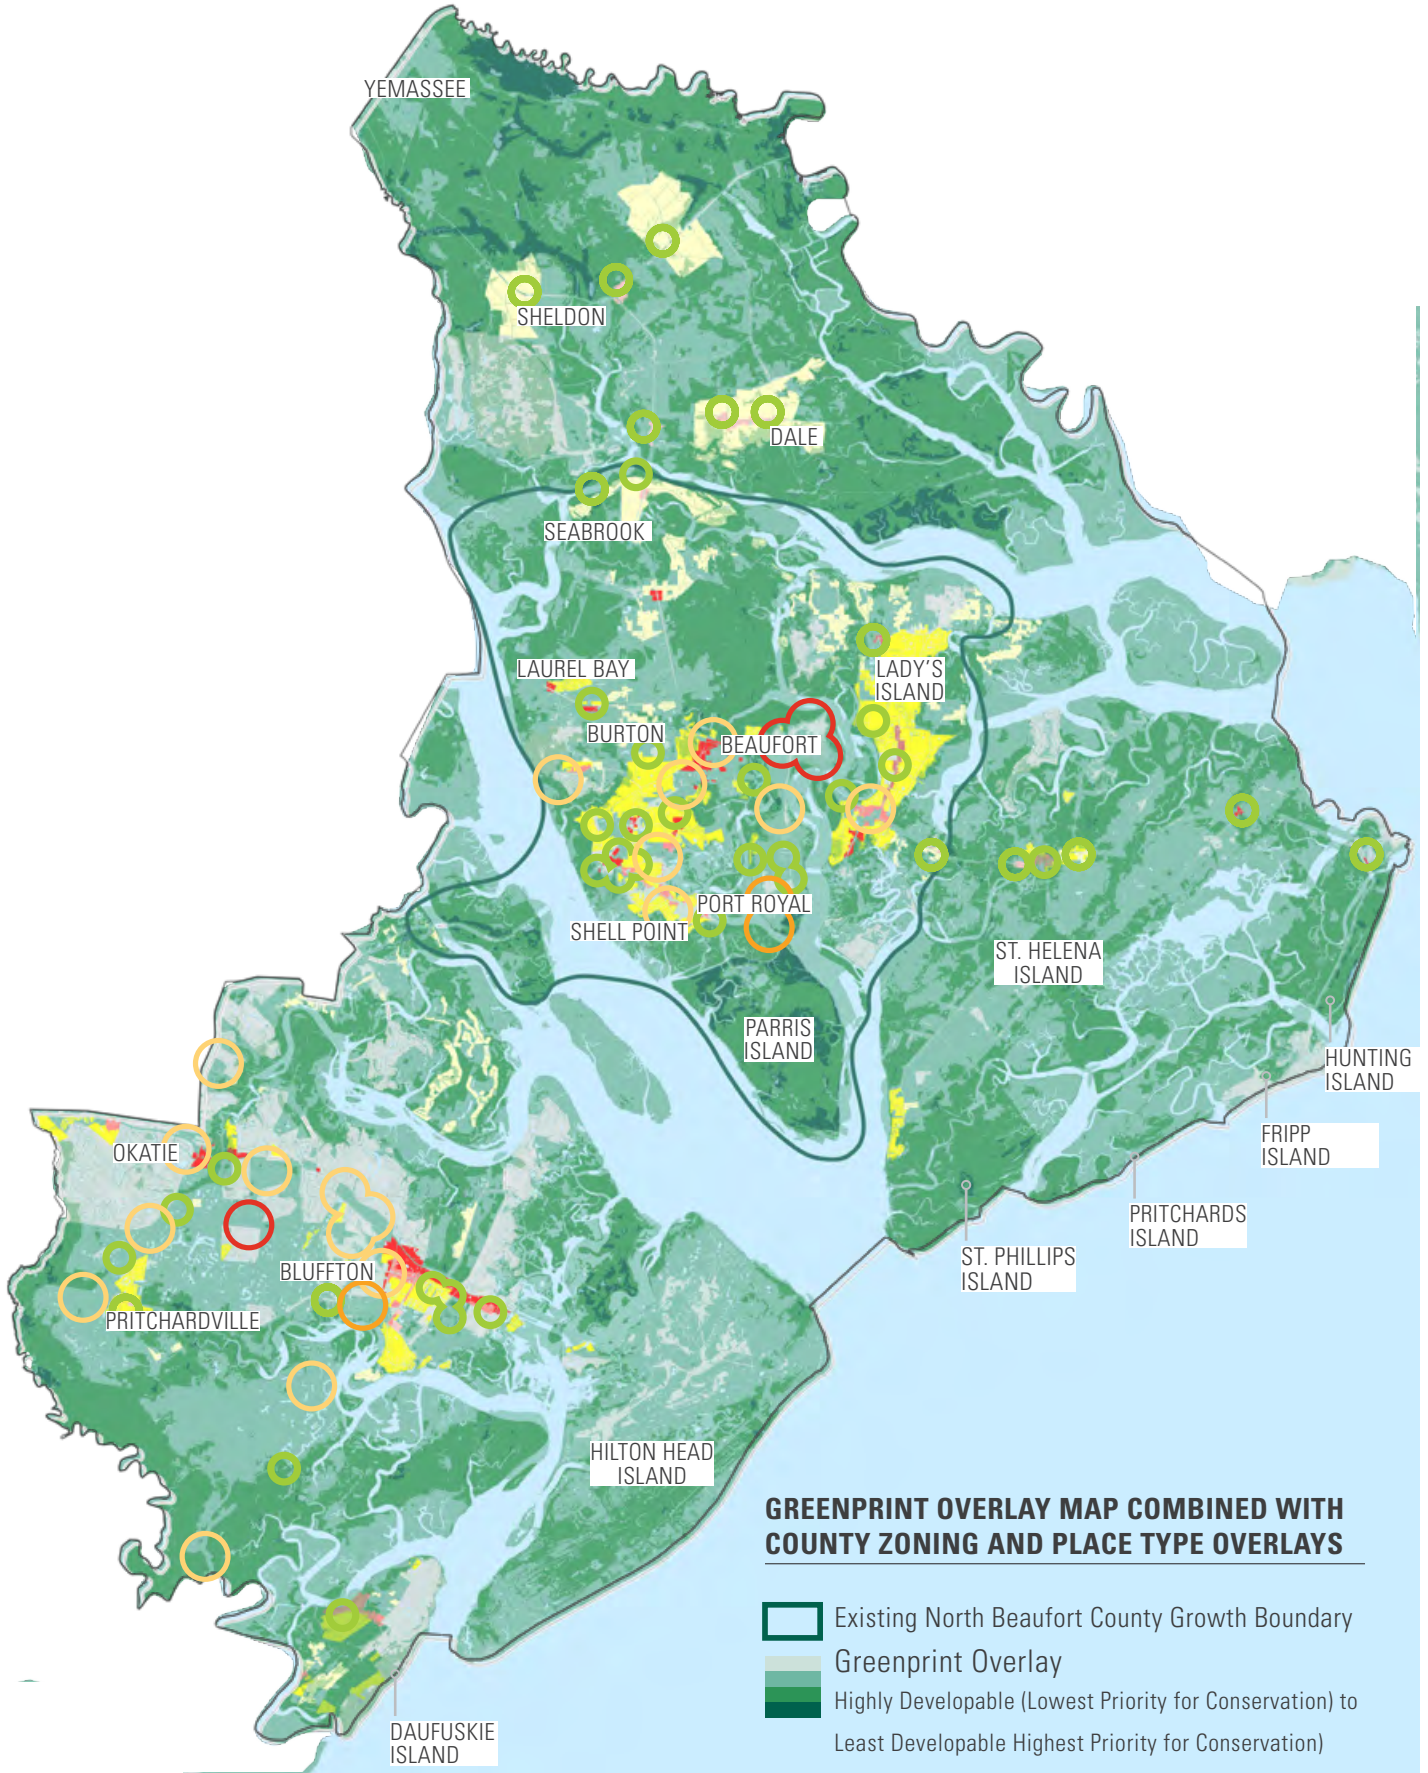 YEMASSEE
SHELDON
DALE
SEABROOK
LAUREL BAY
LADY'S
ISLAND
BURTON
BEAUFORT
PORT ROYAL
SHELL POINT
ST. HELENA
ISLAND
PARRIS
ISLAND
HUNTING
ISLAND
FRIPP
ISLAND
OKATIE
PRITCHARDS
ISLAND
ST. PHILLIPS
ISLAND
BLUFFTON
PRITCHARDVILLE
HILTON HEAD
ISLAND
DAUFUSKIE
ISLAND
GREENPRINT OVERLAY MAP COMBINED WITH
COUNTY ZONING AND PLACE TYPE OVERLAYS
Existing North Beaufort County Growth Boundary
Greenprint Overlay
Highly Developable (Lowest Priority for Conservation) to
Least Developable Highest Priority for Conservation)